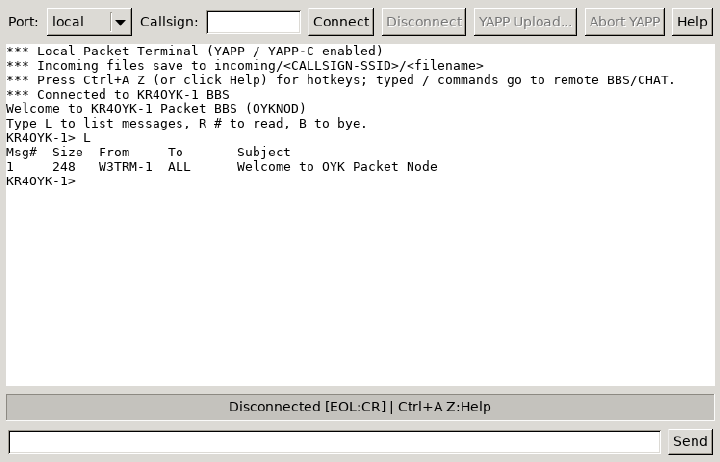 Port: local Callsign: Connect Disconnect YAPP Upload... Abort YAPP Help
*** Local Packet Terminal (YAPP / YAPP-C enabled)
*** Incoming files save to incoming/<CALLSIGN-SSID>/<filename>
*** Press Ctrl+A Z (or click Help) for hotkeys; typed / commands go to remote BBS/CHAT.
*** Connected to KR4OYK-1 BBS
Welcome to KR4OYK-1 Packet BBS (OYKNOD)
Type L to list messages, R # to read, B to bye.
KR4OYK-1> L
Msg#  Size  From     To       Subject
1     248   W3TRM-1  ALL      Welcome to OYK Packet Node
KR4OYK-1>
Disconnected [EOL:CR] | Ctrl+A Z:Help
Send